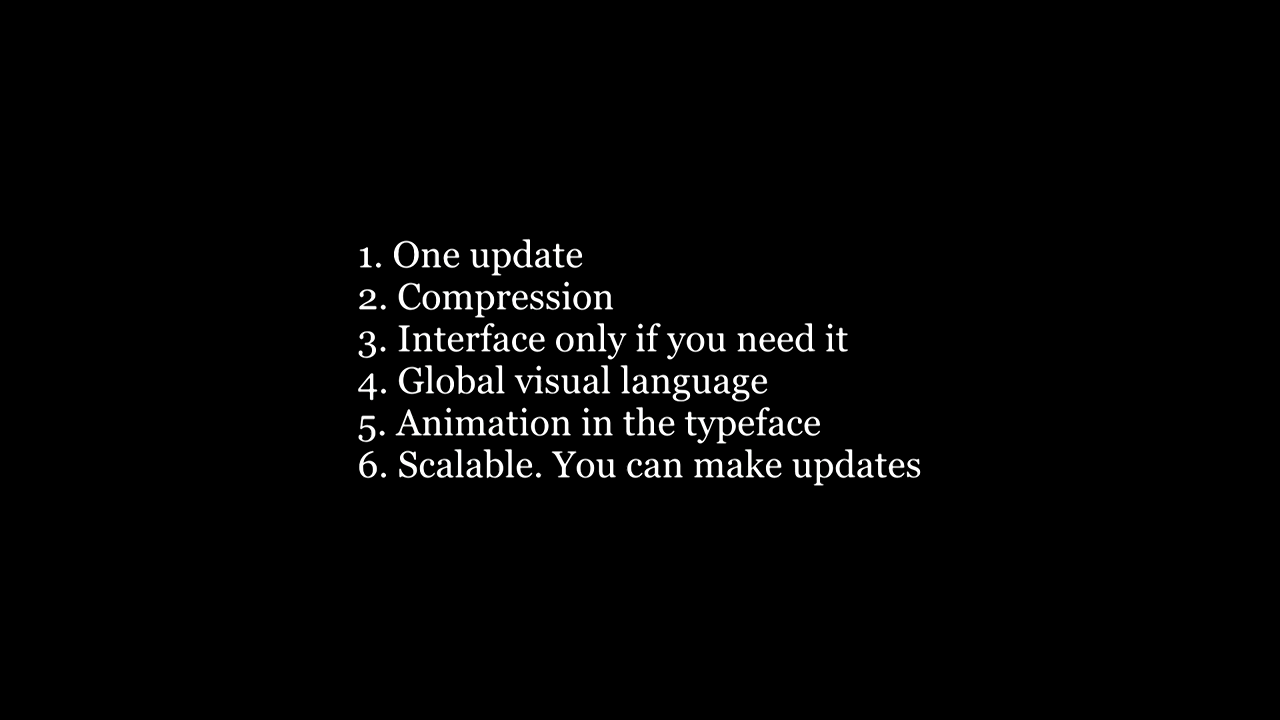 1. One update
2. Compression
3. Interface only if you need it
4. Global visual language
5. Animation in the typeface
6. Scalable. You can make updates